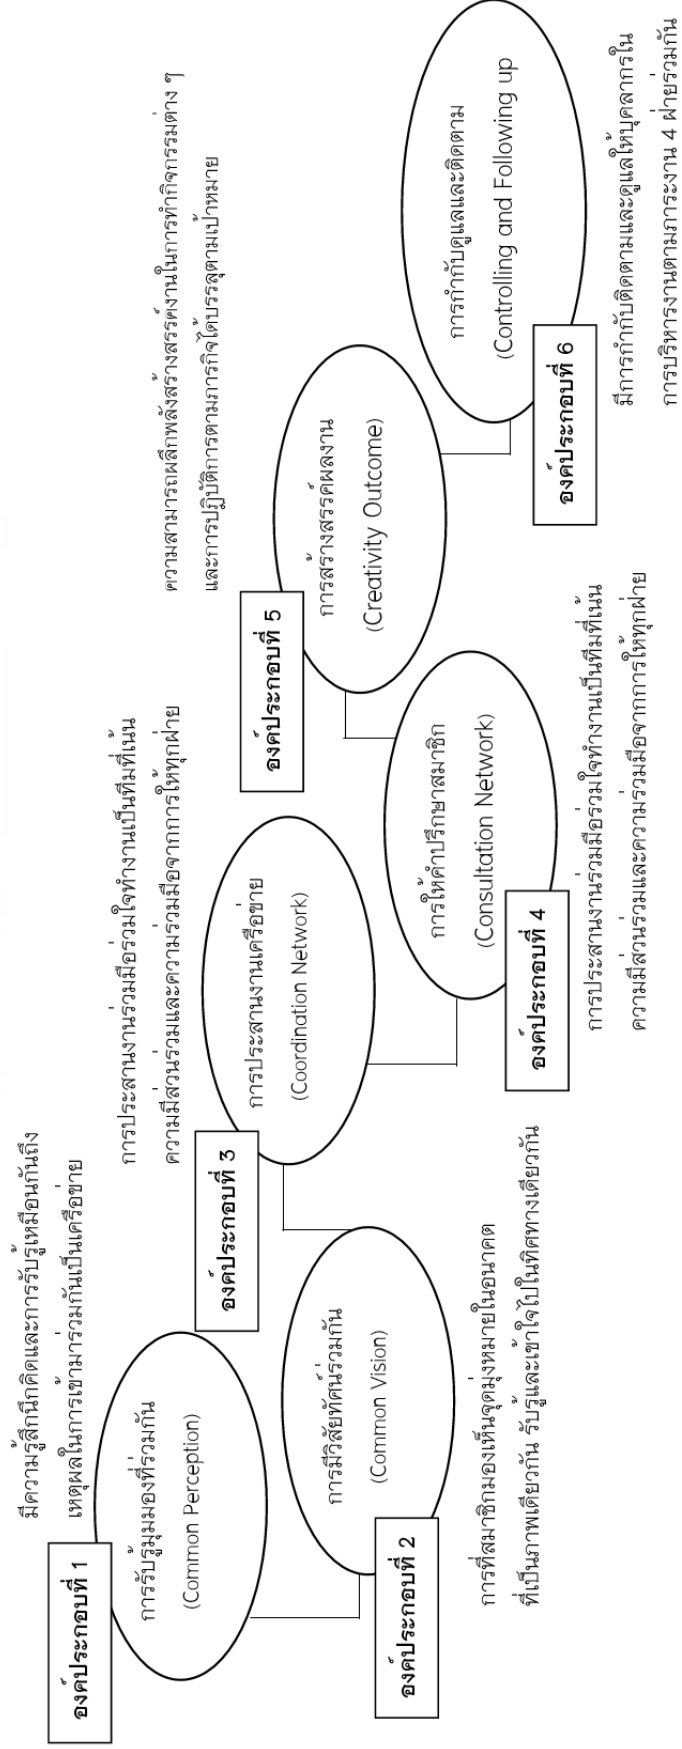 มีความรู้สึกนึกคิดและการรับรู้เหมือนกันถึง
เหตุผลในการเข้ามาร่วมกันเป็นเครือข่าย
องค์ประกอบที่ 1
การรับรู้มุมมองที่ร่วมกัน
(Common Perception)
องค์ประกอบที่ 2
การมีวิสัยทัศน์ร่วมกัน
(Common Vision)
การที่สมาชิกมองเห็นจุดมุ่งหมายในอนาคต
ที่เป็นภาพเดียวกัน รับรู้และเข้าใจไปในทิศทางเดียวกัน
การประสานงานร่วมมือร่วมใจทำงานเป็นทีมที่เน้น
ความมีส่วนร่วมและความร่วมมือจากการให้ทุกฝ่าย
องค์ประกอบที่ 3
การประสานงานเครือข่าย
(Coordination Network)
องค์ประกอบที่ 4
การให้คำปรึกษาสมาชิก
(Consultation Network)
การประสานงานร่วมมือร่วมใจทำงานเป็นทีมที่เน้น
ความมีส่วนร่วมและความร่วมมือจากการให้ทุกฝ่าย
ความสามารถผลึกพลังสร้างสรรค์งานในการทำกิจกรรมต่าง ๆ
และการปฏิบัติการตามภารกิจได้บรรลุตามเป้าหมาย
องค์ประกอบที่ 5
การสร้างสรรค์ผลงาน
(Creativity Outcome)
องค์ประกอบที่ 6
การกำกับดูแลและติดตาม
(Controlling and Following up
มีการกำกับติดตามและดูแลให้บุคลากรใน
การบริหารงานตามภาระงาน 4 ฝ่ายร่วมกัน